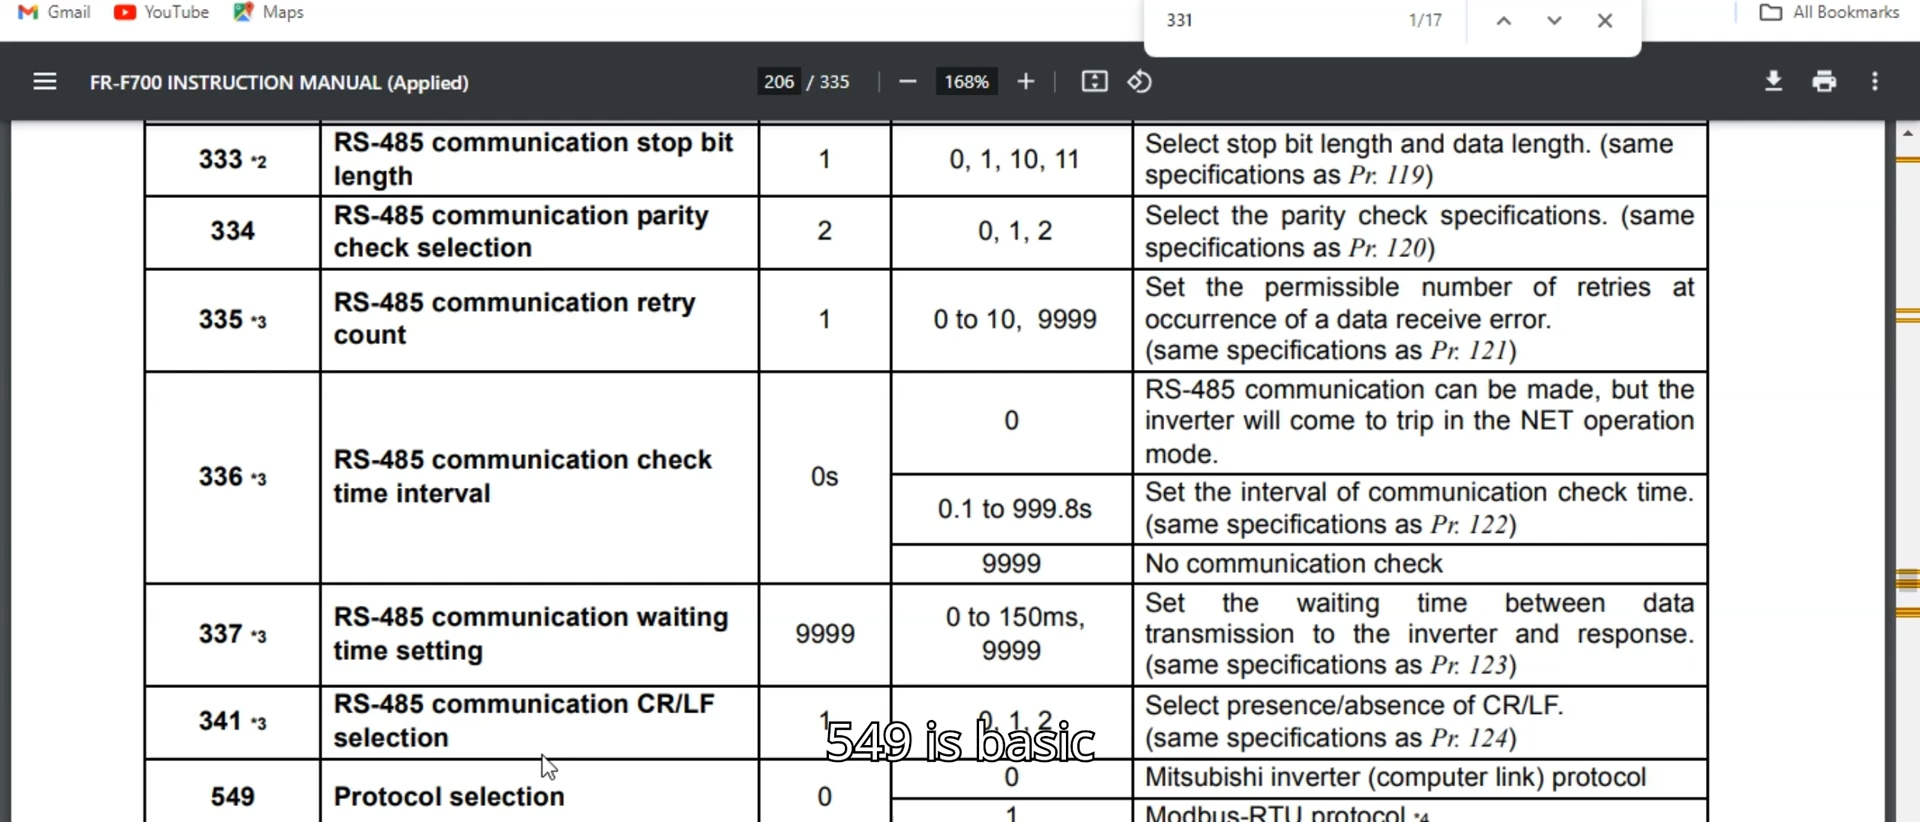 Gmail YouTube Maps 331 1/17 All Bookmarks
FR-F700 INSTRUCTION MANUAL (Applied) 206 / 335 168%
333 *2 RS-485 communication stop bit length 1 0, 1, 10, 11 Select stop bit length and data length. (same
specifications as Pr. 119)
334 RS-485 communication parity check selection 2 0, 1, 2 Select the parity check specifications. (same
specifications as Pr. 120)
335 *3 RS-485 communication retry count 1 0 to 10, 9999 Set the permissible number of retries at
occurrence of a data receive error.
(same specifications as Pr. 121)
336 *3 RS-485 communication check time interval 0s 0 RS-485 communication can be made, but the
inverter will come to trip in the NET operation
mode.
0.1 to 999.8s Set the interval of communication check time.
(same specifications as Pr. 122)
9999 No communication check
337 *3 RS-485 communication waiting time setting 9999 0 to 150ms, 9999 Set the waiting time between data
transmission to the inverter and response.
(same specifications as Pr. 123)
341 *3 RS-485 communication CR/LF selection 1 0, 1, 2 Select presence/absence of CR/LF.
(same specifications as Pr. 124)
549 is basic
549 Protocol selection 0 0 Mitsubishi inverter (computer link) protocol
1 Modbus-RTU protocol *4